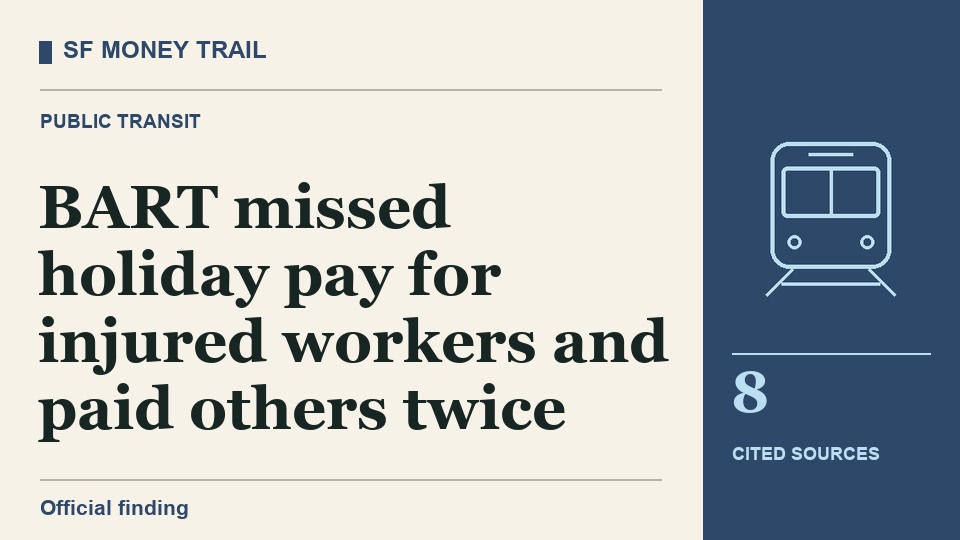 SF MONEY TRAIL
PUBLIC TRANSIT
BART missed
holiday pay for
injured workers and
paid others twice
Official finding
8
CITED SOURCES